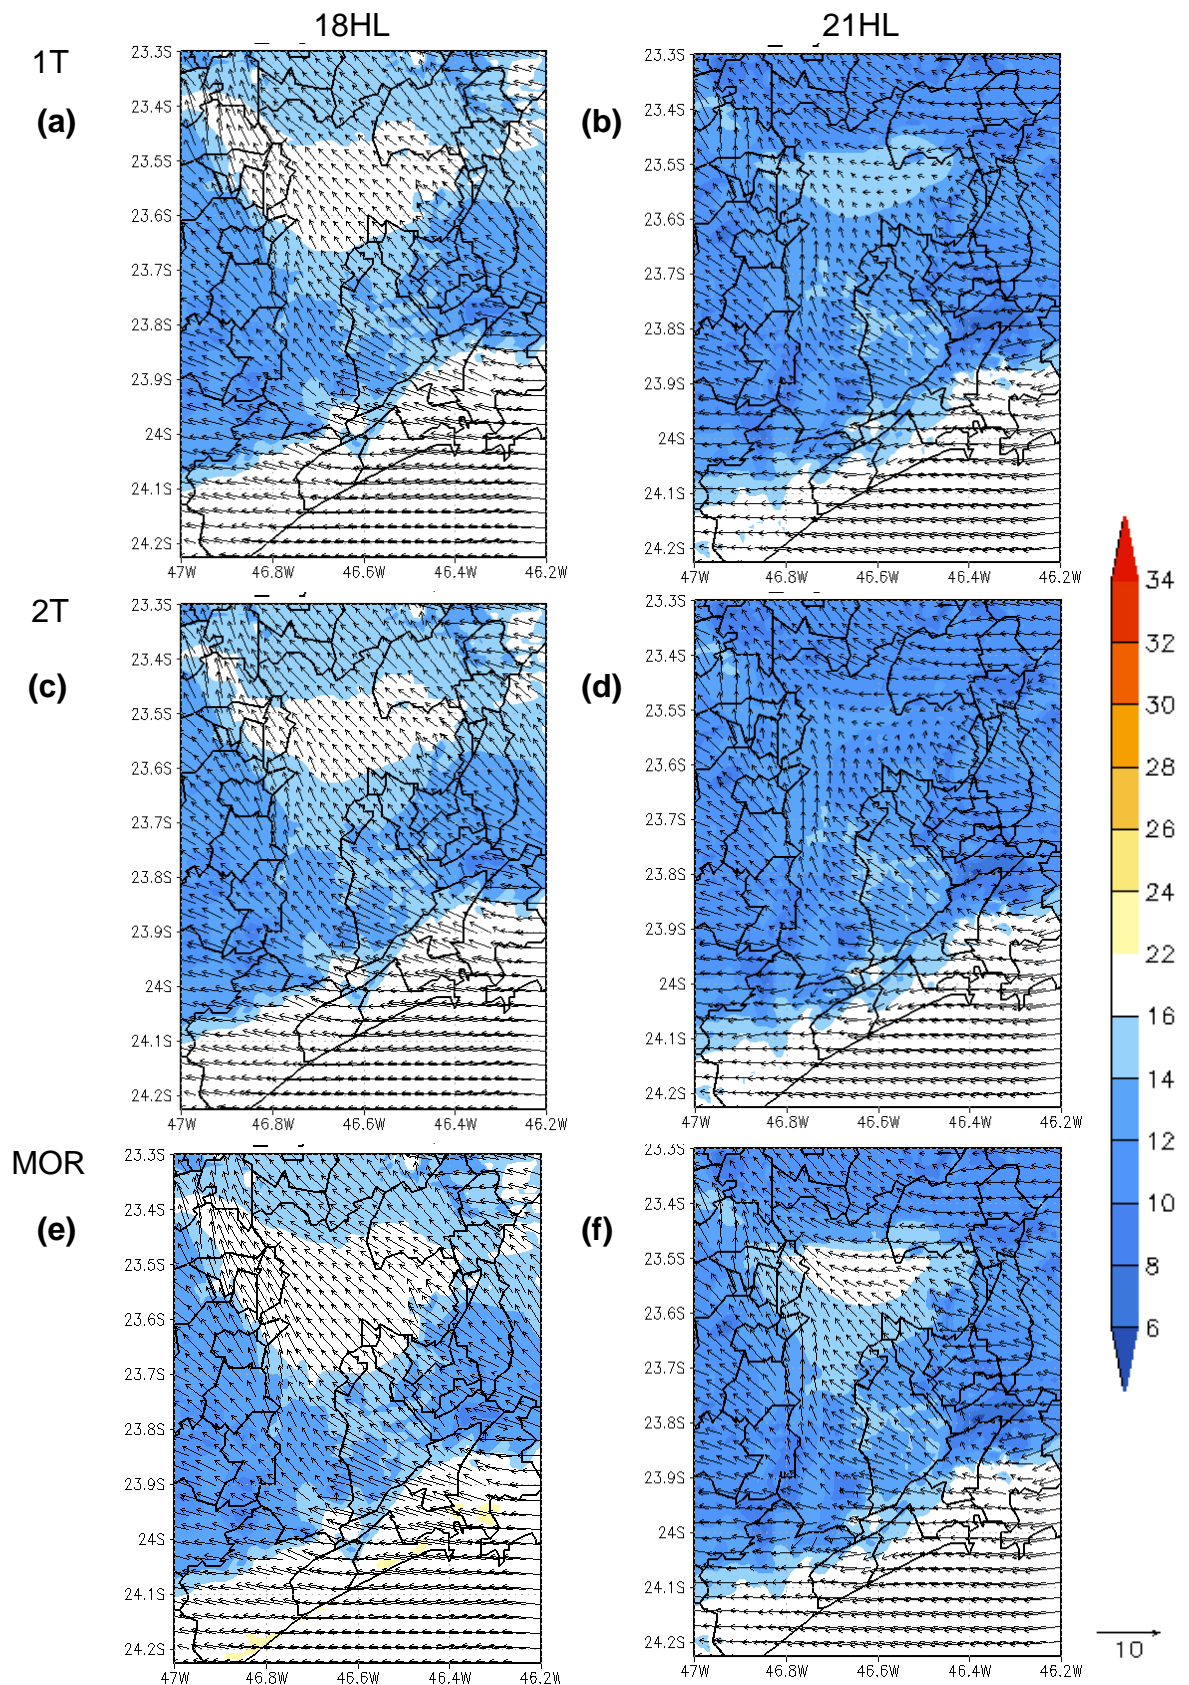 18HL 21HL
1T
(a) (b)
23.3S 23.3S
23.4S 23.4S
23.5S 23.5S
23.6S 23.6S
23.7S 23.7S
23.8S 23.8S
23.9S 23.9S
24S 24S
24.1S 24.1S
24.2S 24.2S
47W 46.8W 46.6W 46.4W 46.2W 47W 46.8W 46.6W 46.4W 46.2W
2T
(c) (d)
23.3S 23.3S
23.4S 23.4S
23.5S 23.5S
23.6S 23.6S
23.7S 23.7S
23.8S 23.8S
23.9S 23.9S
24S 24S
24.1S 24.1S
24.2S 24.2S
47W 46.8W 46.6W 46.4W 46.2W 47W 46.8W 46.6W 46.4W 46.2W
MOR
(e) (f)
23.3S 23.3S
23.4S 23.4S
23.5S 23.5S
23.6S 23.6S
23.7S 23.7S
23.8S 23.8S
23.9S 23.9S
24S 24S
24.1S 24.1S
24.2S 24.2S
47W 46.8W 46.6W 46.4W 46.2W 47W 46.8W 46.6W 46.4W 46.2W
34
32
30
28
26
24
22
16
14
12
10
8
6
10